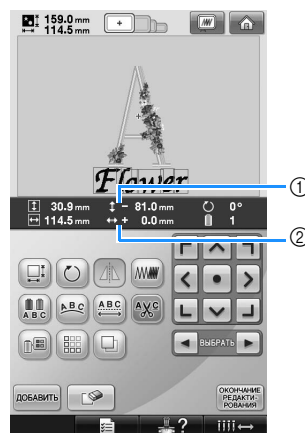 159.0 mm
114.5 mm
Flower
①
30.9 mm - 81.0 mm 0°
114.5 mm + 0.0 mm 1
②
A B C A B C ABC A C
ВЫБРАТЬ
ДОБАВИТЬ
ОКОНЧАНИЕ
РЕДАКТИ-
РОВАНИЯ
?